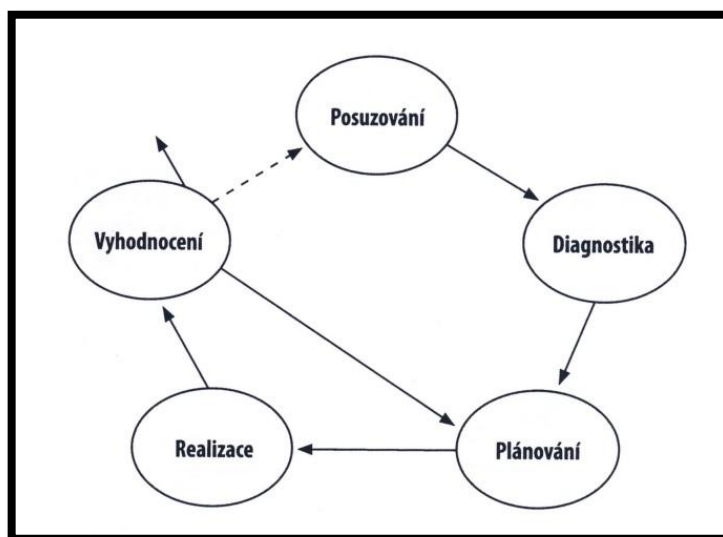 Posuzování
Diagnostika
Plánování
Realizace
Vyhodnocení